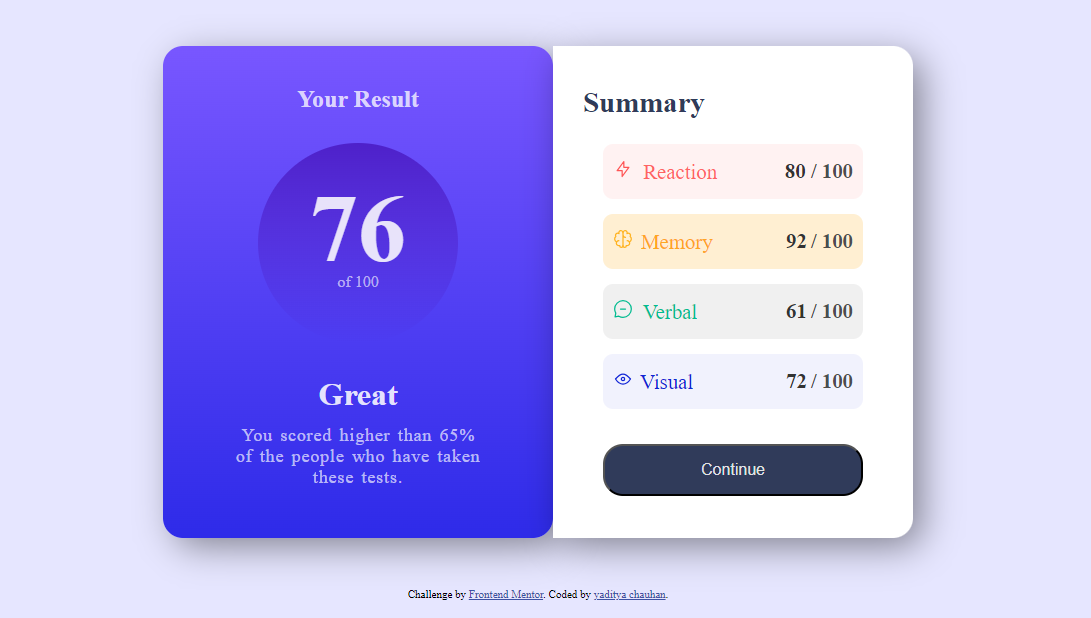 Your Result
76
of 100
Great
You scored higher than 65%
of the people who have taken
these tests.
Summary
Reaction 80 / 100
Memory 92 / 100
Verbal 61 / 100
Visual 72 / 100
Continue
Challenge by Frontend Mentor. Coded by yaditya chauhan.